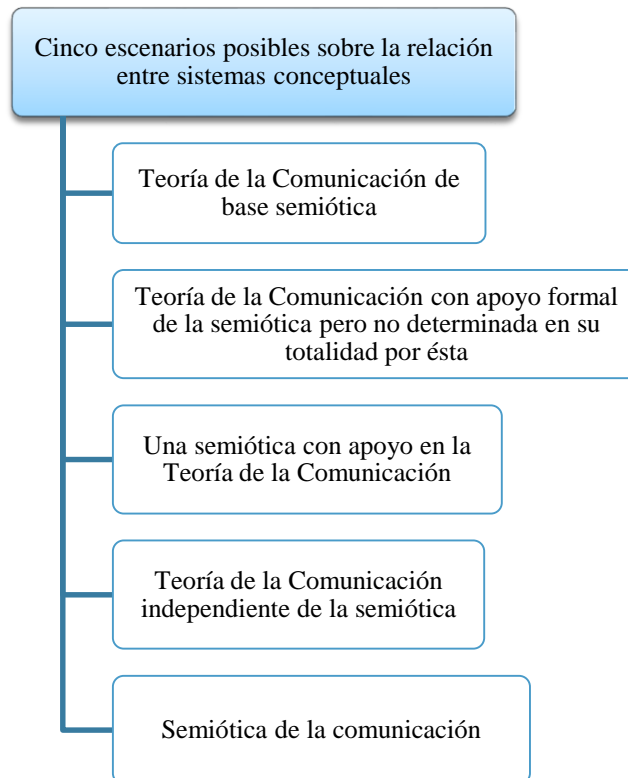 Cinco escenarios posibles sobre la relación
entre sistemas conceptuales
Teoría de la Comunicación de
base semiótica
Teoría de la Comunicación con apoyo formal
de la semiótica pero no determinada en su
totalidad por ésta
Una semiótica con apoyo en la
Teoría de la Comunicación
Teoría de la Comunicación
independiente de la semiótica
Semiótica de la comunicación